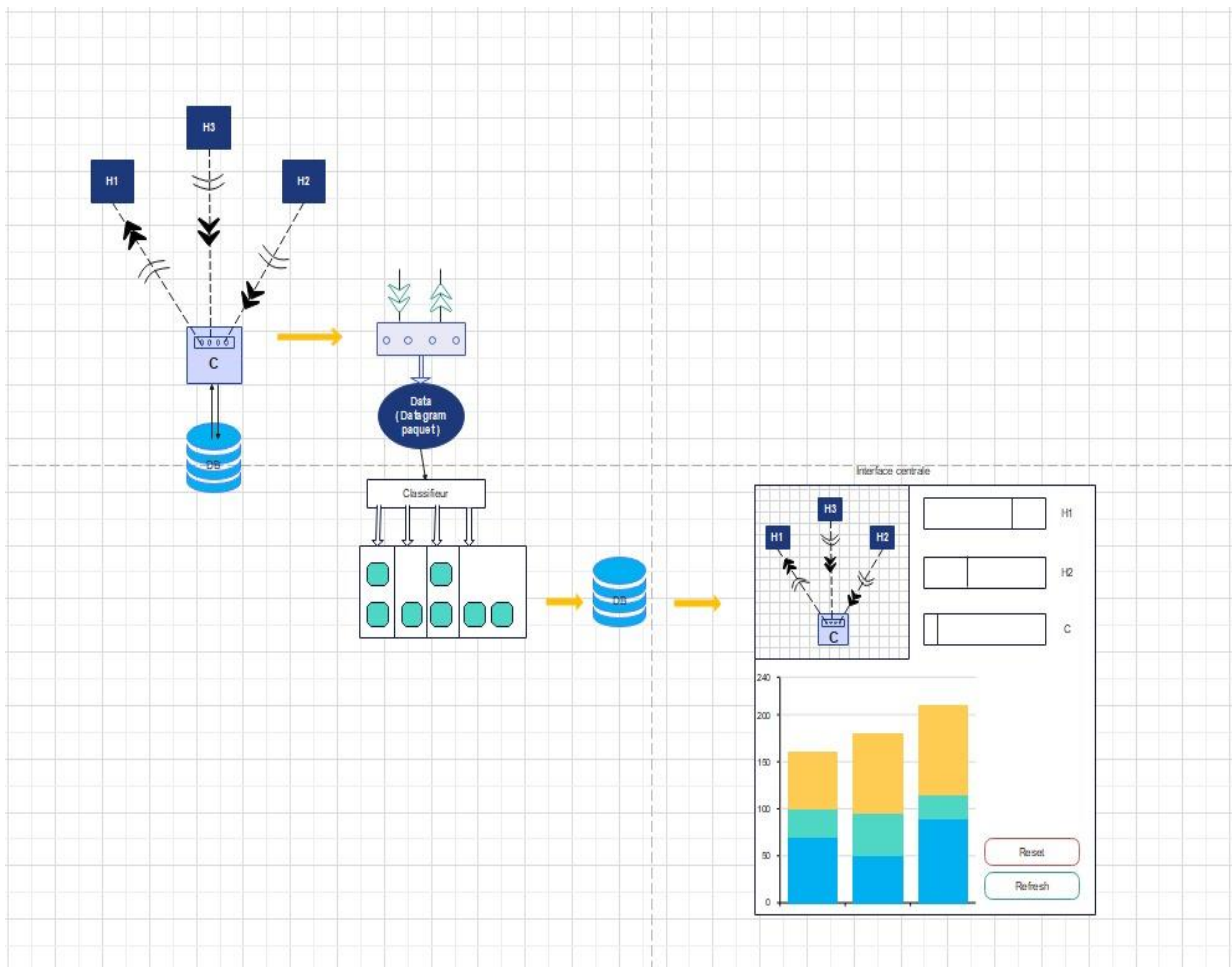 H3
H1
H2
C
DB
Data
(Datagram
paquet)
Classifieur
DB
Interface centrale
H3
H1
H2
C
H1
H2
C
240
200
150
100
50
0
Reset
Refresh